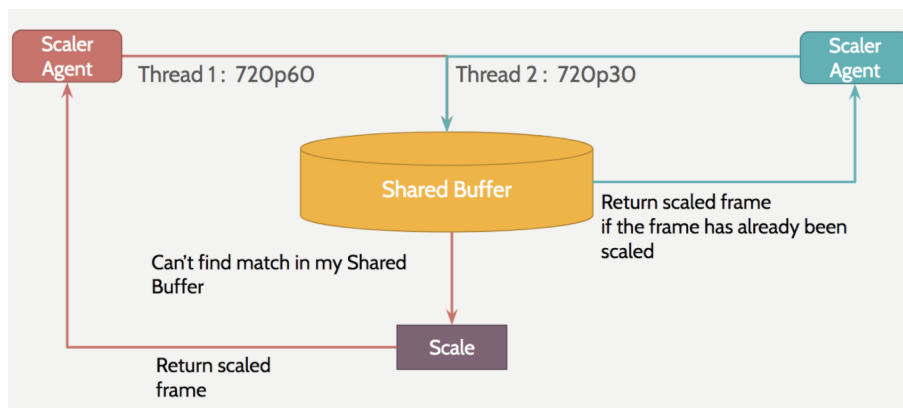 Scaler
Agent
Thread 1 : 720p60
Thread 2 : 720p30
Scaler
Agent
Shared Buffer
Return scaled frame
if the frame has already been
scaled
Can't find match in my Shared
Buffer
Scale
Return scaled
frame